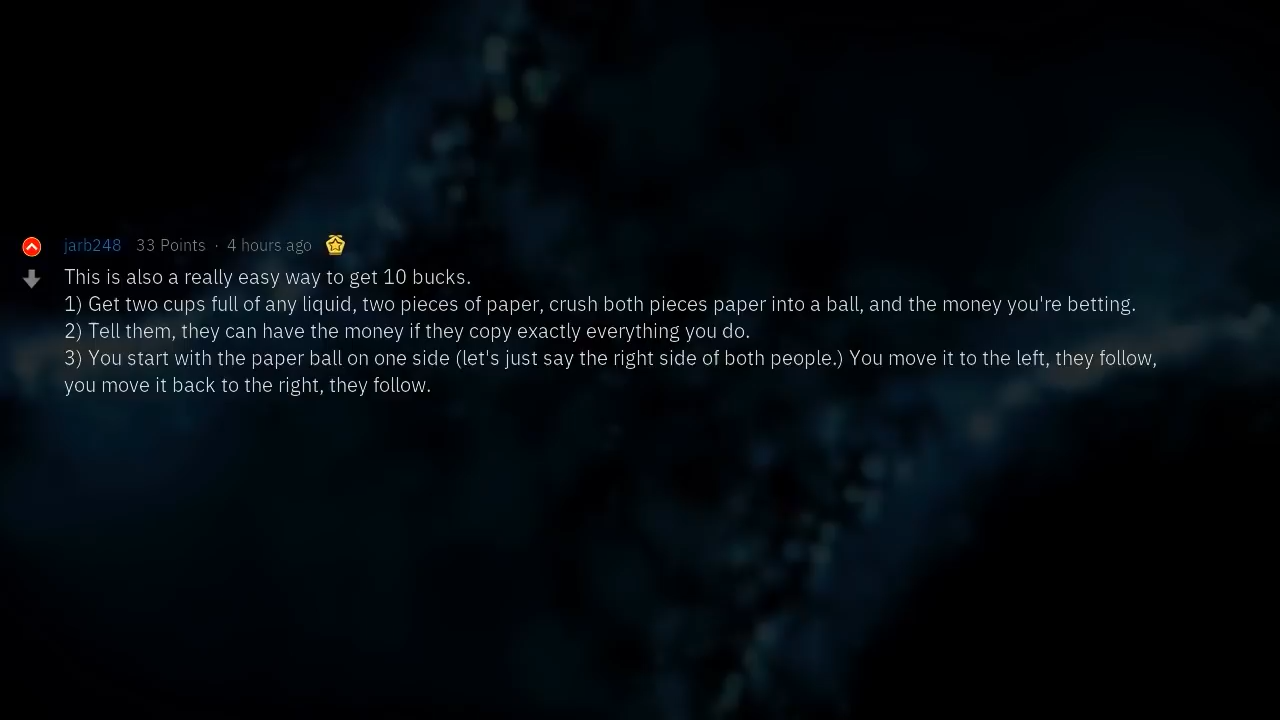 jarb248 33 Points · 4 hours ago
This is also a really easy way to get 10 bucks.
1) Get two cups full of any liquid, two pieces of paper, crush both pieces paper into a ball, and the money you're betting.
2) Tell them, they can have the money if they copy exactly everything you do.
3) You start with the paper ball on one side (let's just say the right side of both people.) You move it to the left, they follow,
you move it back to the right, they follow.